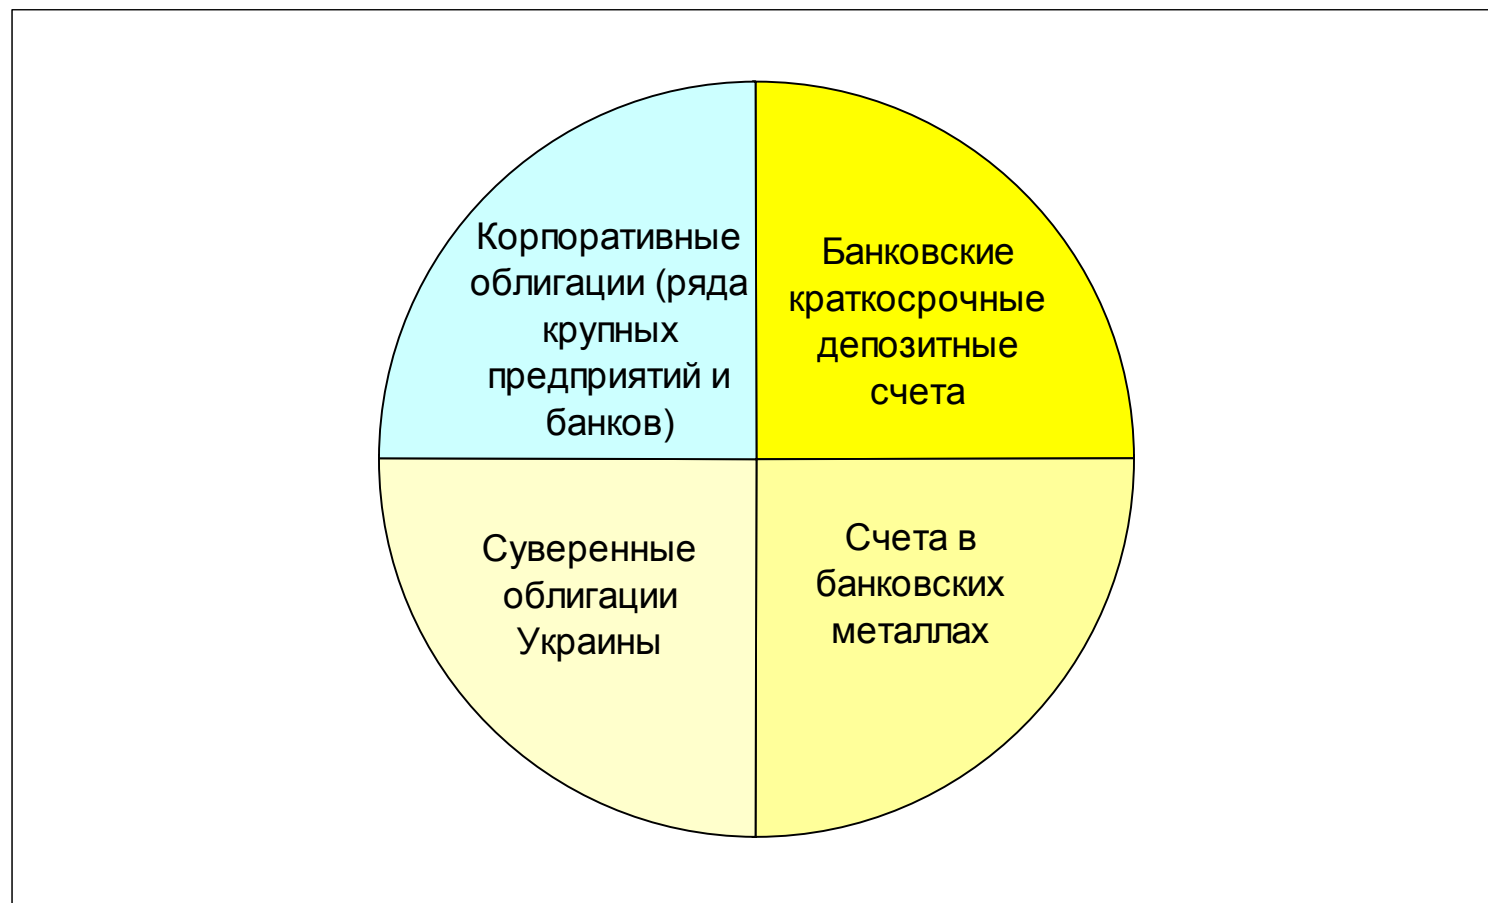 Корпоративные
облигации (ряда
крупных
предприятий и
банков)
Банковские
краткосрочные
депозитные
счета
Суверенные
облигации
Украины
Счета в
банковских
металлах